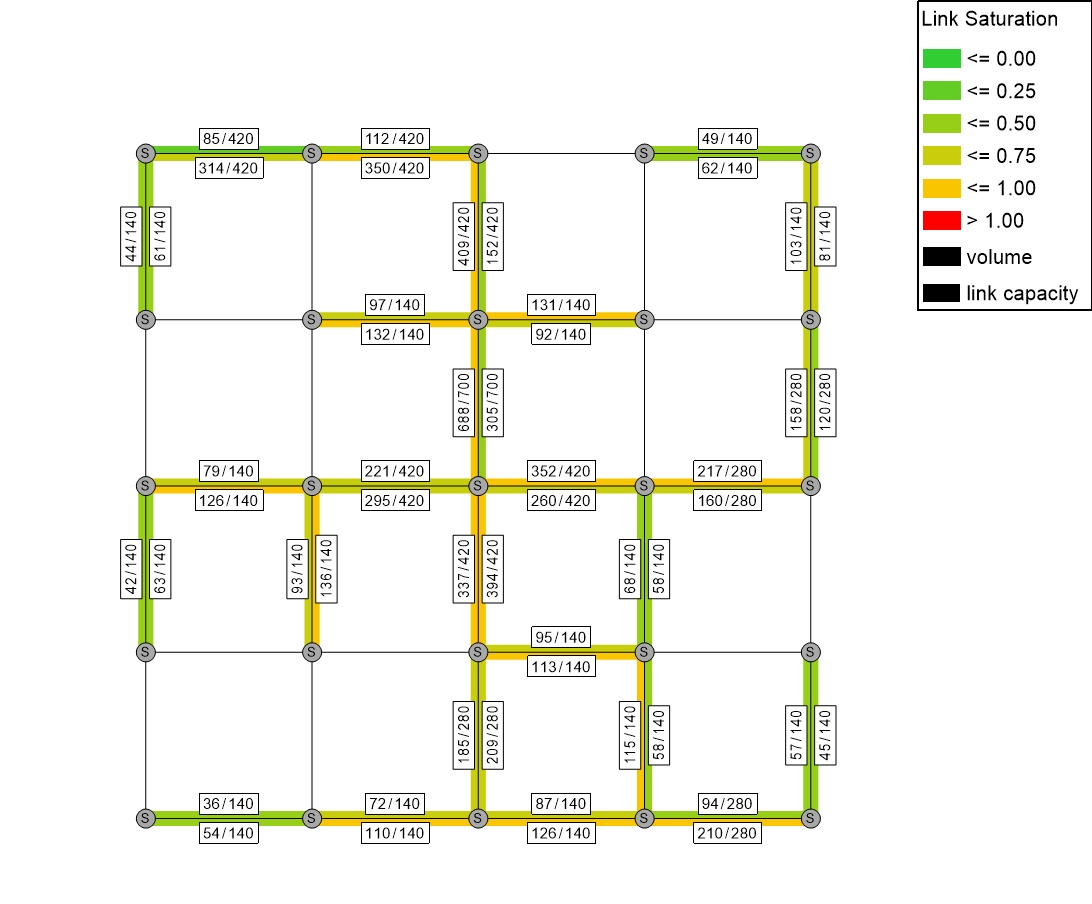 Link Saturation
<= 0.00
<= 0.25
<= 0.50
<= 0.75
<= 1.00
> 1.00
volume
link capacity
85/420
112/420
49/140
S
S
S
S
S
314/420
350/420
62/140
44/140
61/140
409/420
152/420
103/140
81/140
97/140
131/140
S
S
S
S
S
132/140
92/140
688/700
305/700
158/280
120/280
79/140
221/420
352/420
217/280
S
S
S
S
S
126/140
295/420
260/420
160/280
42/140
63/140
93/140
136/140
337/420
394/420
68/140
58/140
95/140
S
S
S
S
S
113/140
185/280
209/280
115/140
58/140
57/140
45/140
36/140
72/140
87/140
94/280
S
S
S
S
S
54/140
110/140
126/140
210/280